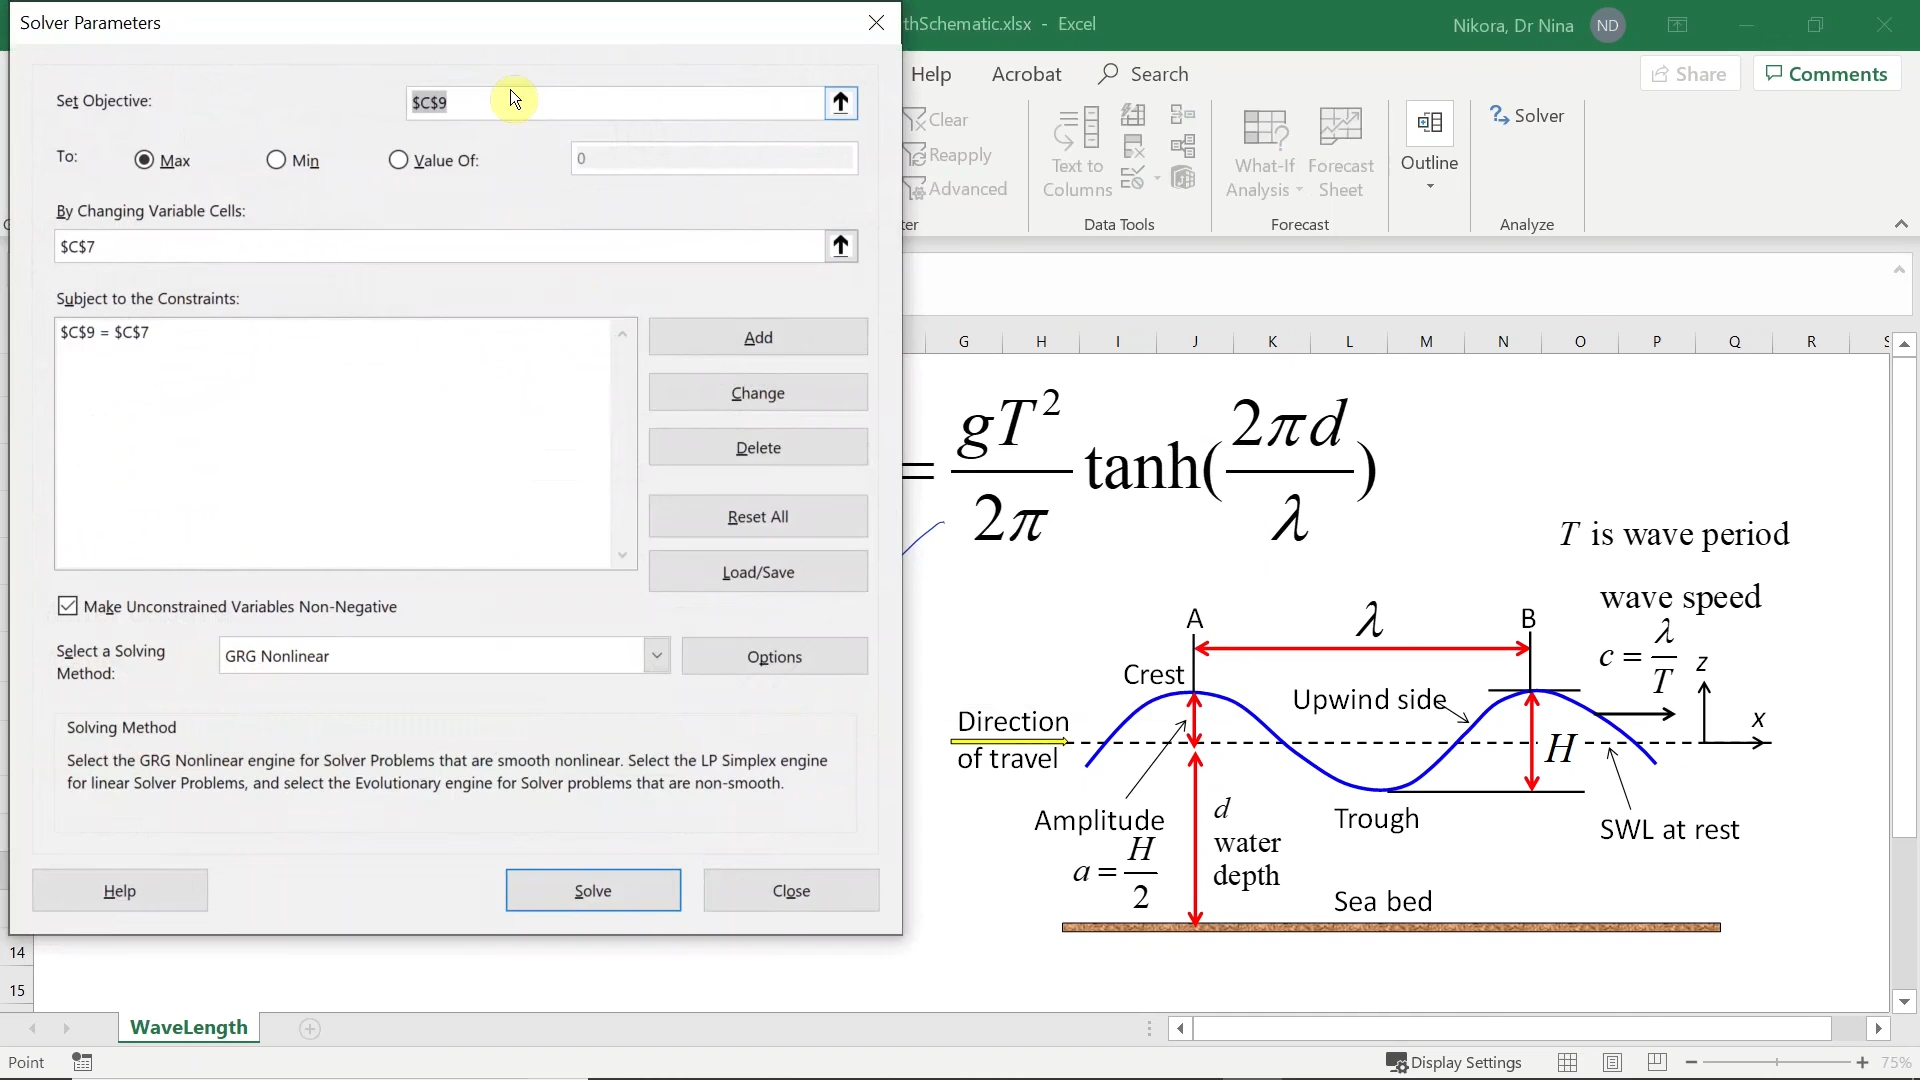 Solver Parameters
thSchematic.xlsx - Excel
Nikora, Dr Nina ND
Help Acrobat Search
Share Comments
Set Objective: $C$9
To: Max Min Value Of: 0
By Changing Variable Cells:
$C$7
Subject to the Constraints:
$C$9 = $C$7
Add
Change
Delete
Reset All
Load/Save
Make Unconstrained Variables Non-Negative
Select a Solving
Method:
GRG Nonlinear
Options
Solving Method
Select the GRG Nonlinear engine for Solver Problems that are smooth nonlinear. Select the LP Simplex engine
for linear Solver Problems, and select the Evolutionary engine for Solver problems that are non-smooth.
Help Solve Close
Clear
Reapply
Advanced
Text to
Columns
What-If
Analysis
Forecast
Sheet
Outline
Solver
ter Data Tools Forecast Analyze
G H I J K L M N O P Q R S
= gT² / 2π tanh(2πd / λ)
T is wave period
wave speed
c = λ / T
A λ B
z
x
Crest
Upwind side
Direction
of travel
H
Amplitude
a = H / 2
d
water
depth
Trough
SWL at rest
Sea bed
14
15
WaveLength
Point
Display Settings
75%